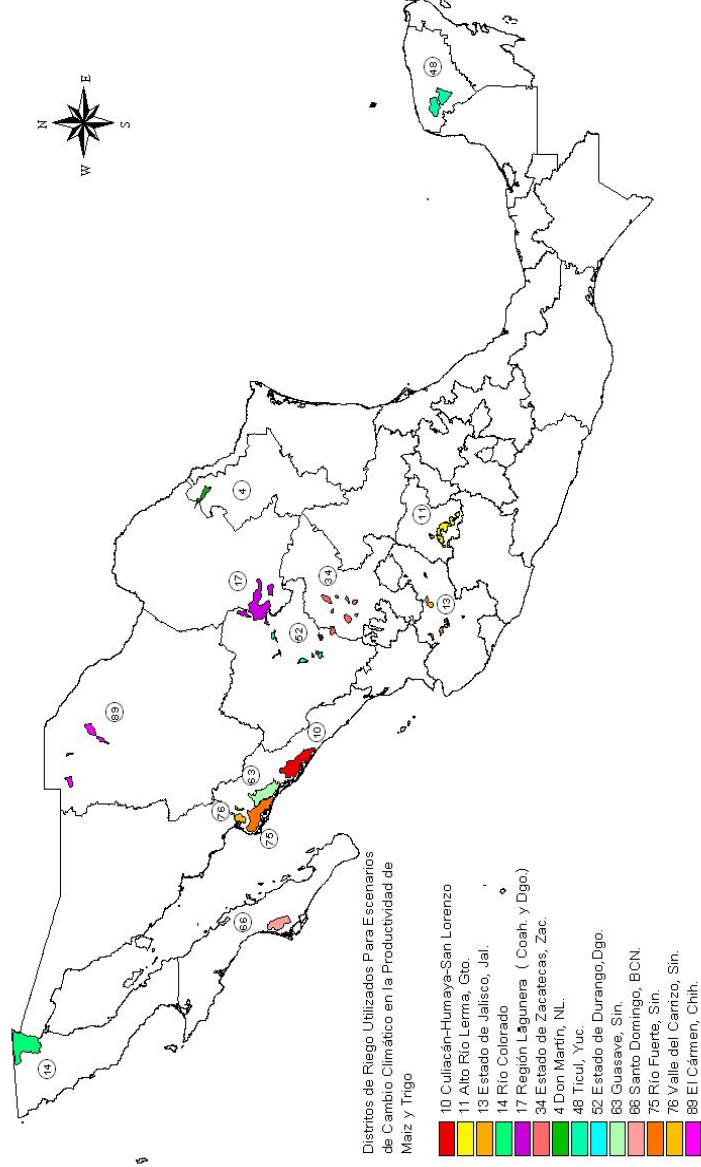 N
W
E
S
Distritos de Riego Utilizados Para Escenarios
de Cambio Climático en la Productividad de
Maiz y Trigo
10 Culiacán-Humaya-San Lorenzo
11 Alto Río Lerma, Gto.
13 Estado de Jalisco, Jal.
14 Río Colorado
17 Región Lagunera ( Coah. y Dgo.)
34 Estado de Zacatecas, Zac.
4 Don Martín, NL.
48 Ticul, Yuc.
52 Estado de Durango,Dgo.
63 Guasave, Sin.
66 Santo Domingo, BCN.
75 Río Fuerte, Sin.
76 Valle del Carrizo, Sin.
89 El Cármen, Chih.
14
66
75
76
63
10
89
17
52
34
4
13
11
48